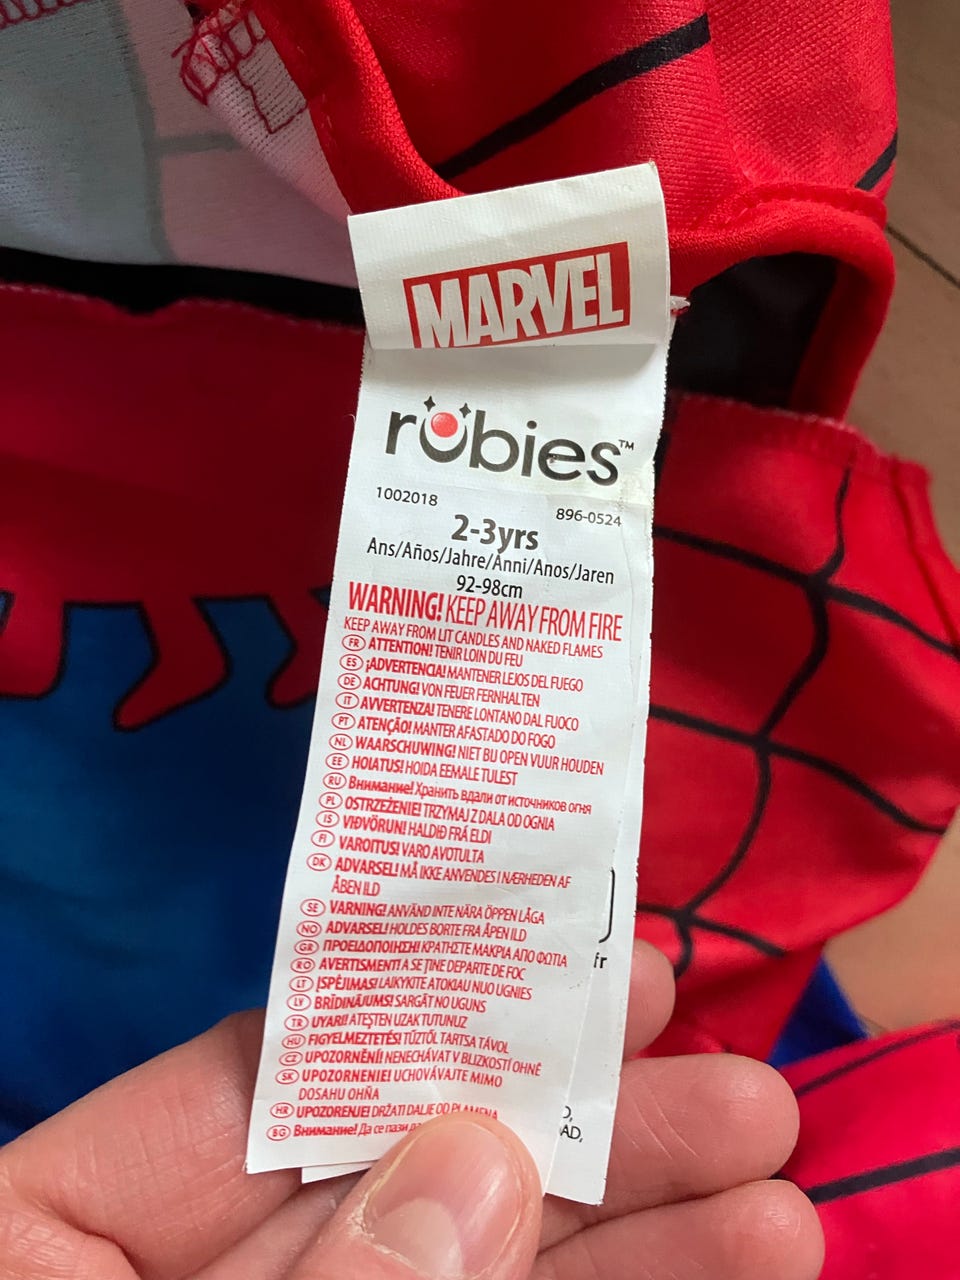 MARVEL
rubies™
1002018
896-0524
2-3yrs
Ans/Años/Jahre/Anni/Anos/Jaren
92-98cm
WARNING! KEEP AWAY FROM FIRE
KEEP AWAY FROM LIT CANDLES AND NAKED FLAMES
FR ATTENTION! TENIR LOIN DU FEU
ES ¡ADVERTENCIA! MANTENER LEJOS DEL FUEGO
DE ACHTUNG! VON FEUER FERNHALTEN
IT AVVERTENZA! TENERE LONTANO DAL FUOCO
PT ATENÇÃO! MANTER AFASTADO DO FOGO
NL WAARSCHUWING! NIET BIJ OPEN VUUR HOUDEN
EE HOIATUS! HOIDA EEMALE TULEST
RU Внимание! Хранить вдали от источников огня
PL OSTRZEŻENIE! TRZYMAJ Z DALA OD OGNIA
IS VIÐVÖRUN! HALDIÐ FRÁ ELDI
FI VAROITUS! VARO AVOTULTA
DK ADVARSEL! MÅ IKKE ANVENDES I NÆRHEDEN AF
ÅBEN ILD
SE VARNING! ANVÄND INTE NÄRA ÖPPEN LÅGA
NO ADVARSEL! HOLDES BORTE FRA ÅPEN ILD
fr
GR ΠΡΟΕΙΔΟΠΟΙΗΣΗ! ΚΡΑΤΗΣΤΕ ΜΑΚΡΙΑ ΑΠΟ ΦΩΤΙΑ
RO AVERTISMENT! A SE ȚINE DEPARTE DE FOC
LT ĮSPĖJIMAS! LAIKYKITE ATOKIAU NUO UGNIES
LV BRĪDINĀJUMS! SARGĀT NO UGUNS
TR UYARI! ATEŞTEN UZAK TUTUNUZ
HU FIGYELMEZTETÉS! TŰZTŐL TARTSA TÁVOL
CZ UPOZORNĚNÍ! NENECHÁVAT V BLÍZKOSTI OHNĚ
SK UPOZORNENIE! UCHOVÁVAJTE MIMO
DOSAHU OHŇA
HR UPOZORENJE! DRŽATI DALJE OD PLAMENA
D,
BG Внимание! Да се пази
AD,